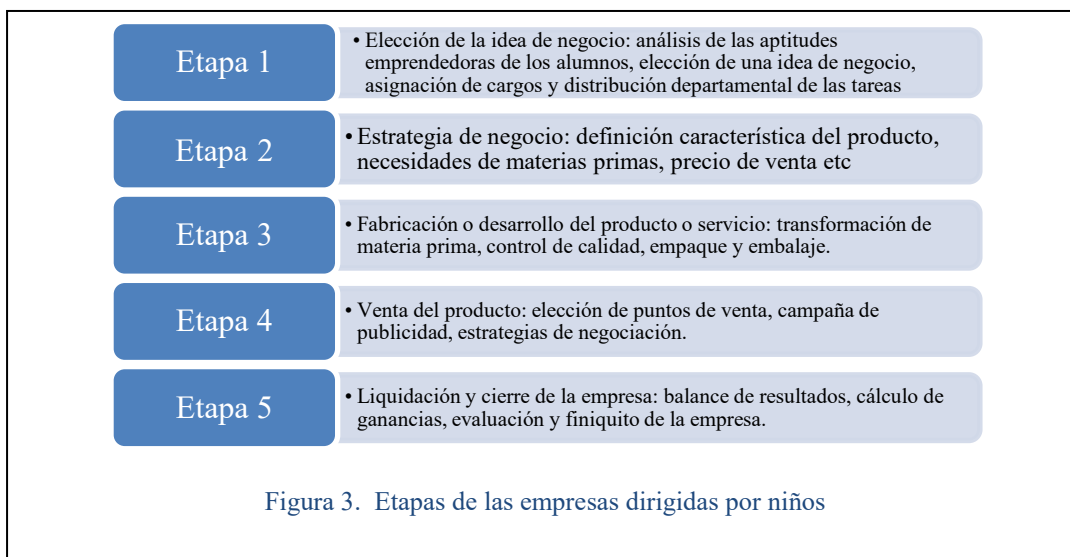 Etapa 1
• Elección de la idea de negocio: análisis de las aptitudes
emprendedoras de los alumnos, elección de una idea de negocio,
asignación de cargos y distribución departamental de las tareas
Etapa 2
• Estrategia de negocio: definición característica del producto,
necesidades de materias primas, precio de venta etc
Etapa 3
• Fabricación o desarrollo del producto o servicio: transformación de
materia prima, control de calidad, empaque y embalaje.
Etapa 4
• Venta del producto: elección de puntos de venta, campaña de
publicidad, estrategias de negociación.
Etapa 5
• Liquidación y cierre de la empresa: balance de resultados, cálculo de
ganancias, evaluación y finiquito de la empresa.
Figura 3. Etapas de las empresas dirigidas por niños